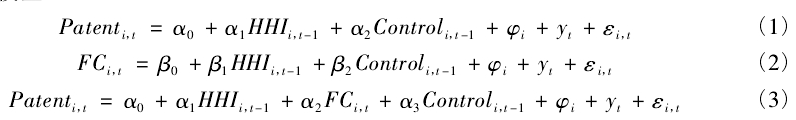 Patent_{i,t} = α_0 + α_1HHI_{i,t-1} + α_2Control_{i,t-1} + φ_i + y_t + ε_{i,t} (1)
FC_{i,t} = β_0 + β_1HHI_{i,t-1} + β_2Control_{i,t-1} + φ_i + y_t + ε_{i,t} (2)
Patent_{i,t} = α_0 + α_1HHI_{i,t-1} + α_2FC_{i,t} + α_3Control_{i,t-1} + φ_i + y_t + ε_{i,t} (3)